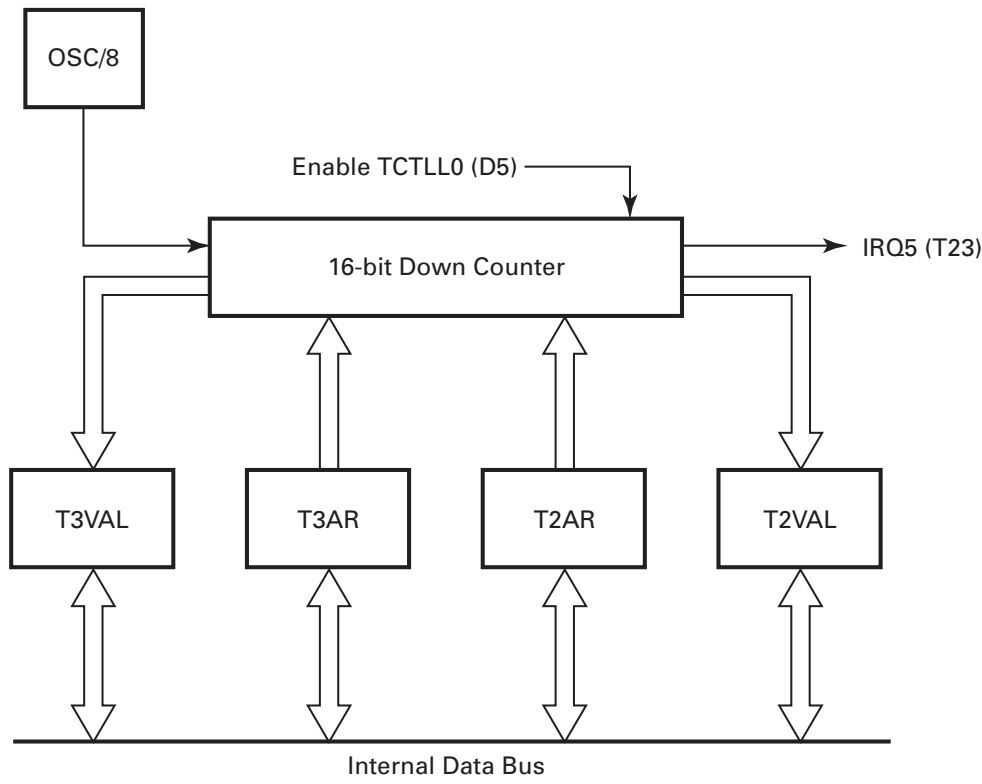 OSC/8
Enable TCTLL0 (D5)
16-bit Down Counter
IRQ5 (T23)
T3VAL
T3AR
T2AR
T2VAL
Internal Data Bus